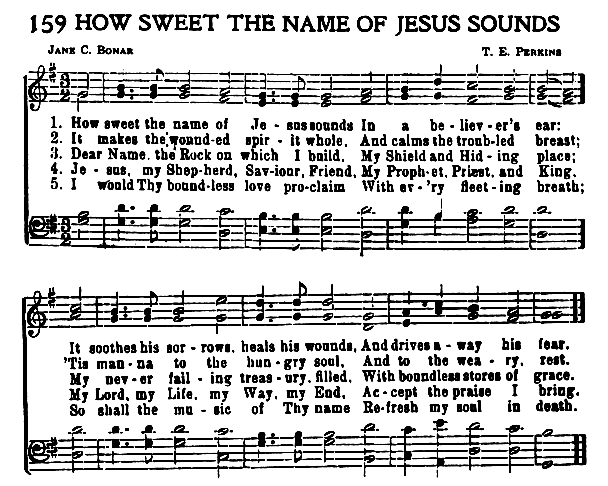 159 HOW SWEET THE NAME OF JESUS SOUNDS
JANE C. BONAR T. E. PERKINS
1. How sweet the name of Je - sus sounds In a be - liev - er's ear:
2. It makes the wound-ed spir - it whole, And calms the troub-led breast;
3. Dear Name, the Rock on which I build, My Shield and Hid - ing place;
4. Je - sus, my Shep-herd, Sav-iour, Friend, My Proph-et, Priest, and King.
5. I would Thy bound-less love pro-claim With ev-'ry fleet - ing breath;
It soothes his sor - rows, heals his wounds, And drives a - way his fear.
'Tis man - na to the hun - gry soul, And to the wea - ry, rest.
My nev - er fail - ing treas - ury, filled, With boundless stores of grace.
My Lord, my Life, my Way, my End, Ac - cept the praise I bring.
So shall the mu - sic of Thy name Re-fresh my soul in death.